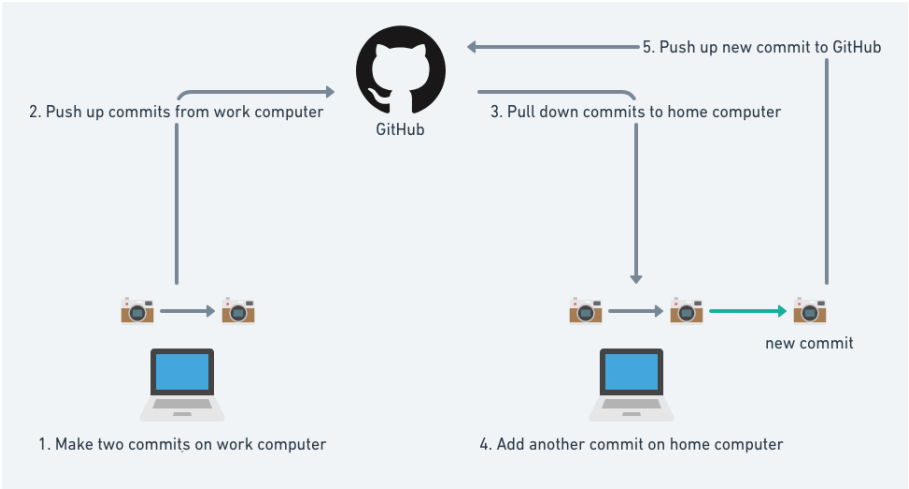 5. Push up new commit to GitHub
2. Push up commits from work computer
3. Pull down commits to home computer
GitHub
new commit
1. Make two commits on work computer
4. Add another commit on home computer